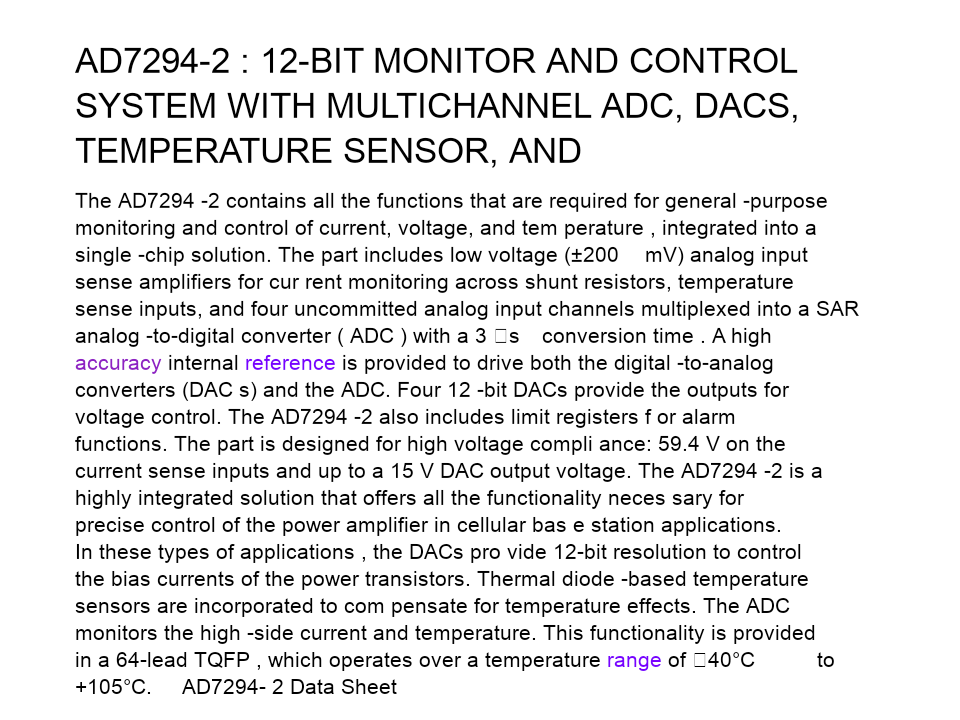 AD7294-2 : 12-BIT MONITOR AND CONTROL
SYSTEM WITH MULTICHANNEL ADC, DACS,
TEMPERATURE SENSOR, AND
The AD7294 -2 contains all the functions that are required for general -purpose
monitoring and control of current, voltage, and tem perature , integrated into a
single -chip solution. The part includes low voltage (±200 mV) analog input
sense amplifiers for cur rent monitoring across shunt resistors, temperature
sense inputs, and four uncommitted analog input channels multiplexed into a SAR
analog -to-digital converter ( ADC ) with a 3 □s conversion time . A high
accuracy internal reference is provided to drive both the digital -to-analog
converters (DAC s) and the ADC. Four 12 -bit DACs provide the outputs for
voltage control. The AD7294 -2 also includes limit registers f or alarm
functions. The part is designed for high voltage compli ance: 59.4 V on the
current sense inputs and up to a 15 V DAC output voltage. The AD7294 -2 is a
highly integrated solution that offers all the functionality neces sary for
precise control of the power amplifier in cellular bas e station applications.
In these types of applications , the DACs pro vide 12-bit resolution to control
the bias currents of the power transistors. Thermal diode -based temperature
sensors are incorporated to com pensate for temperature effects. The ADC
monitors the high -side current and temperature. This functionality is provided
in a 64-lead TQFP , which operates over a temperature range of □40°C to
+105°C. AD7294- 2 Data Sheet